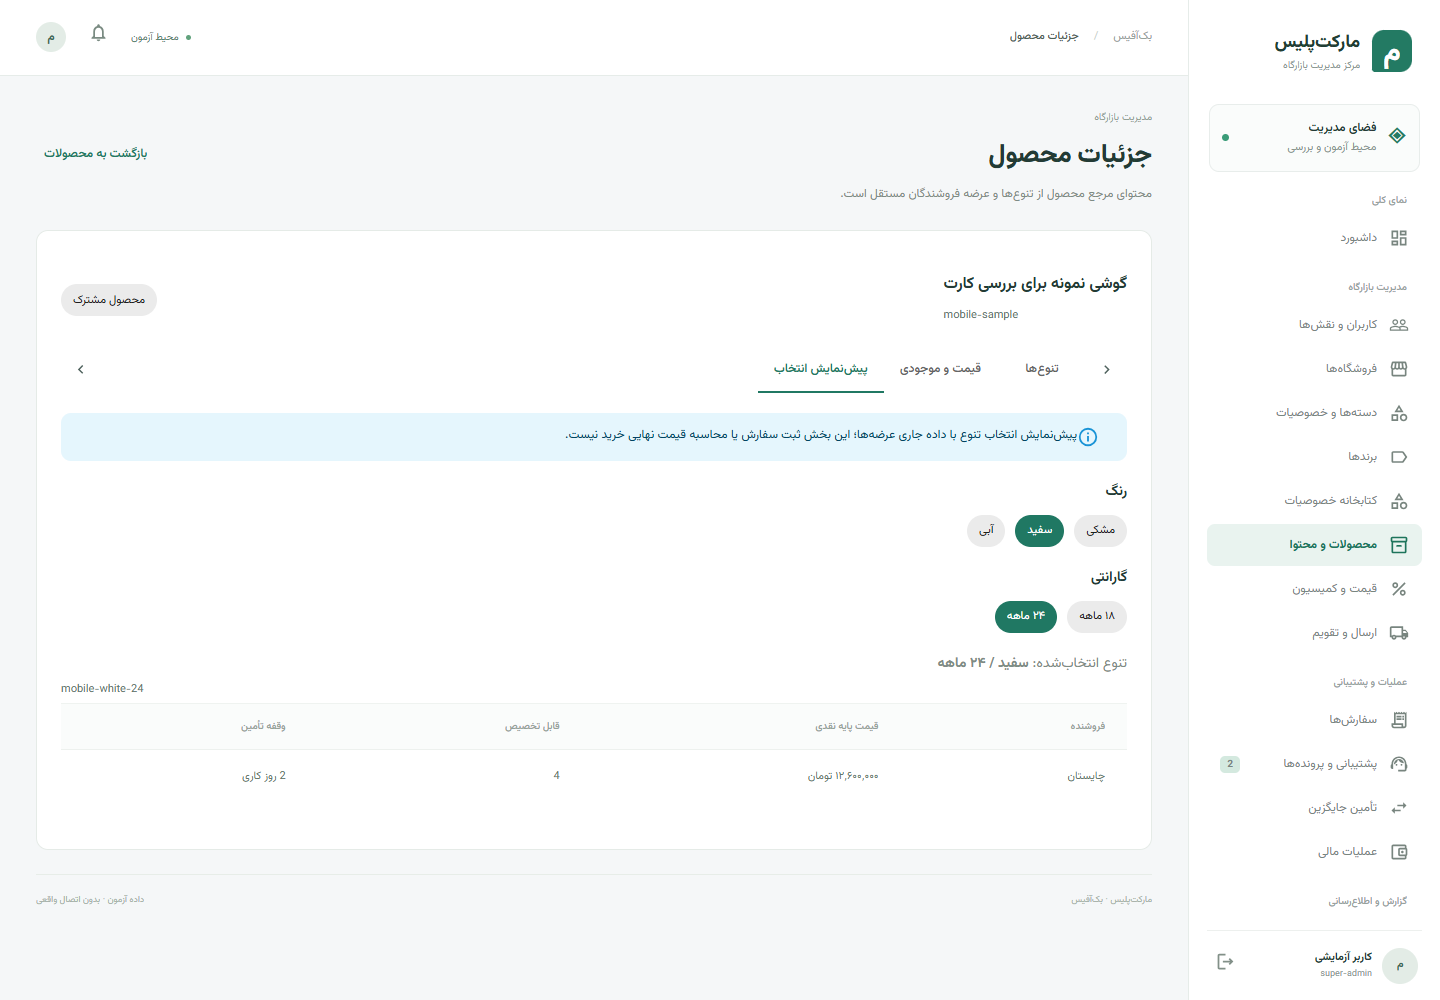 مارکت‌پلیس
مرکز مدیریت بازارگاه
م
فضای مدیریت
محیط آزمون و بررسی
نمای کلی
داشبورد
مدیریت بازارگاه
کاربران و نقش‌ها
فروشگاه‌ها
دسته‌ها و خصوصیات
برندها
کتابخانه خصوصیات
محصولات و محتوا
قیمت و کمیسیون
ارسال و تقویم
عملیات و پشتیبانی
سفارش‌ها
پشتیبانی و پرونده‌ها 2
تأمین جایگزین
عملیات مالی
گزارش و اطلاع‌رسانی
م
کاربر آزمایشی
super-admin
بک‌آفیس / جزئیات محصول
محیط آزمون
م
مدیریت بازارگاه
جزئیات محصول
بازگشت به محصولات
محتوای مرجع محصول از تنوع‌ها و عرضه فروشندگان مستقل است.
گوشی نمونه برای بررسی کارت
mobile-sample
محصول مشترک
تنوع‌ها قیمت و موجودی پیش‌نمایش انتخاب
پیش‌نمایش انتخاب تنوع با داده جاری عرضه‌ها؛ این بخش ثبت سفارش یا محاسبه قیمت نهایی خرید نیست.
رنگ
مشکی سفید آبی
گارانتی
۱۸ ماهه ۲۴ ماهه
تنوع انتخاب‌شده: سفید / ۲۴ ماهه
mobile-white-24
فروشنده قیمت پایه نقدی قابل تخصیص وقفه تأمین
چایستان ۱۲,۶۰۰,۰۰۰ تومان 4 2 روز کاری
مارکت‌پلیس · بک‌آفیس
داده آزمون · بدون اتصال واقعی